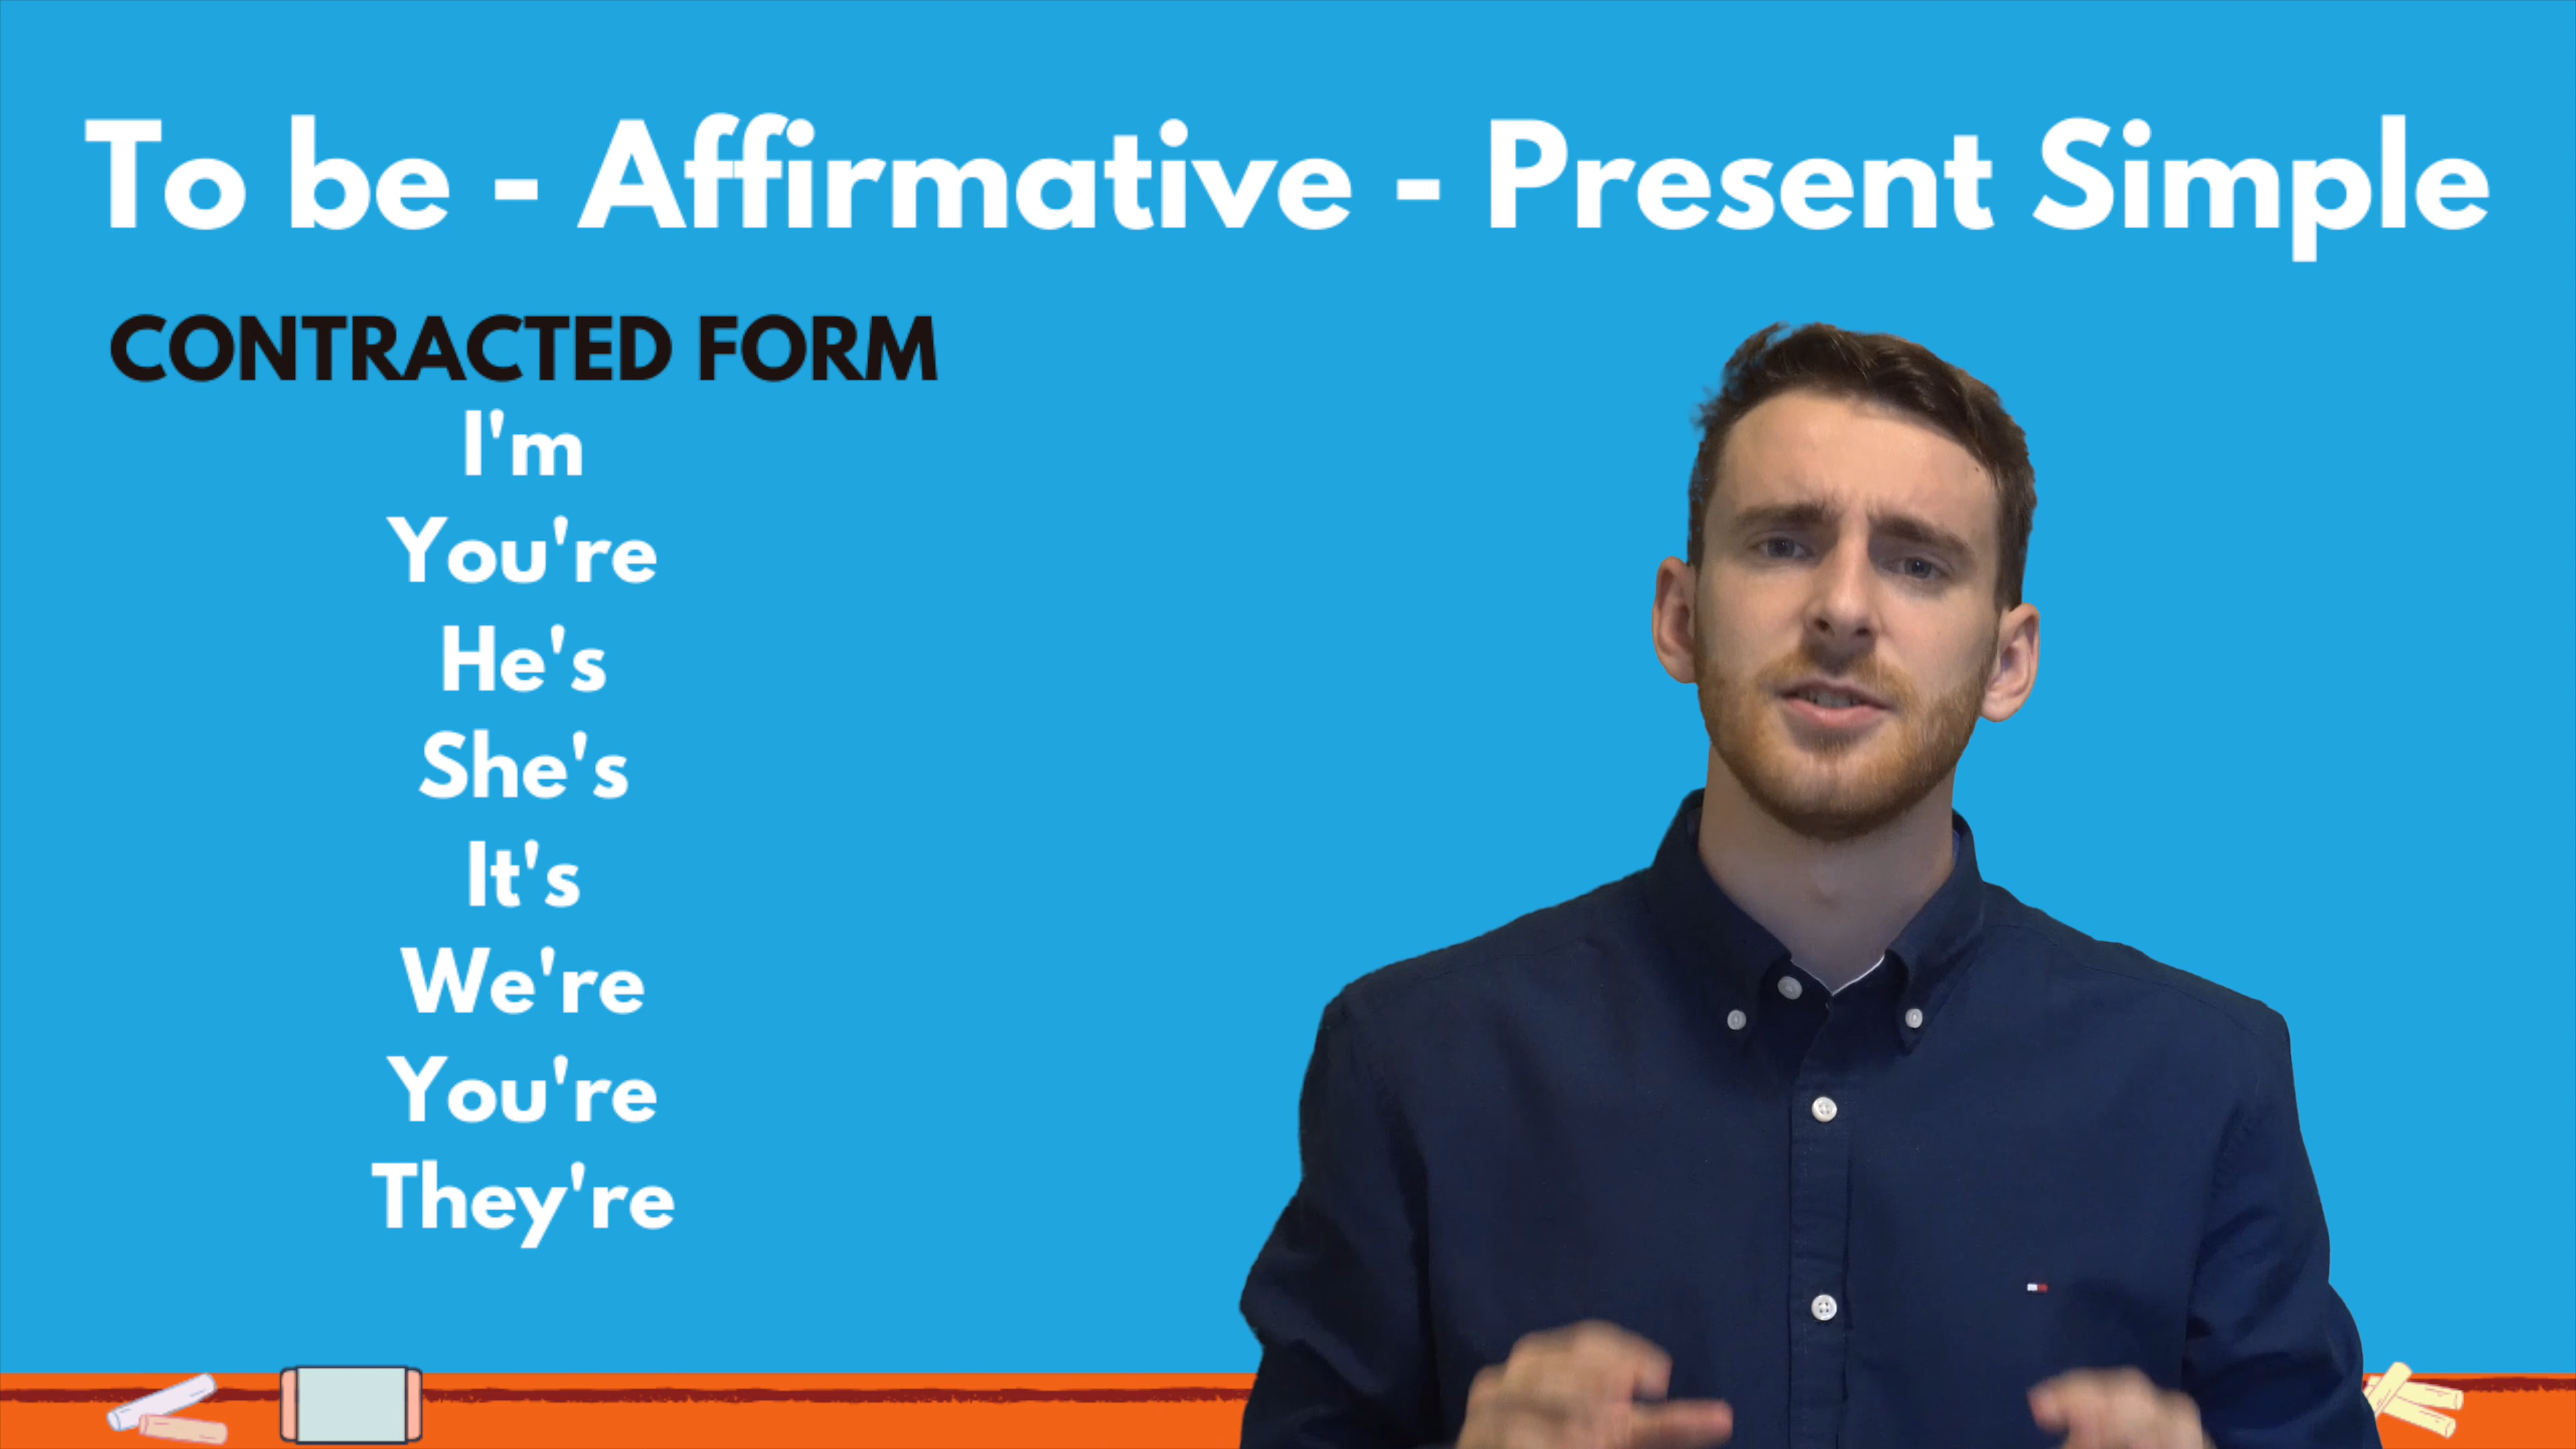 To be - Affirmative - Present Simple
CONTRACTED FORM
I'm
You're
He's
She's
It's
We're
You're
They're